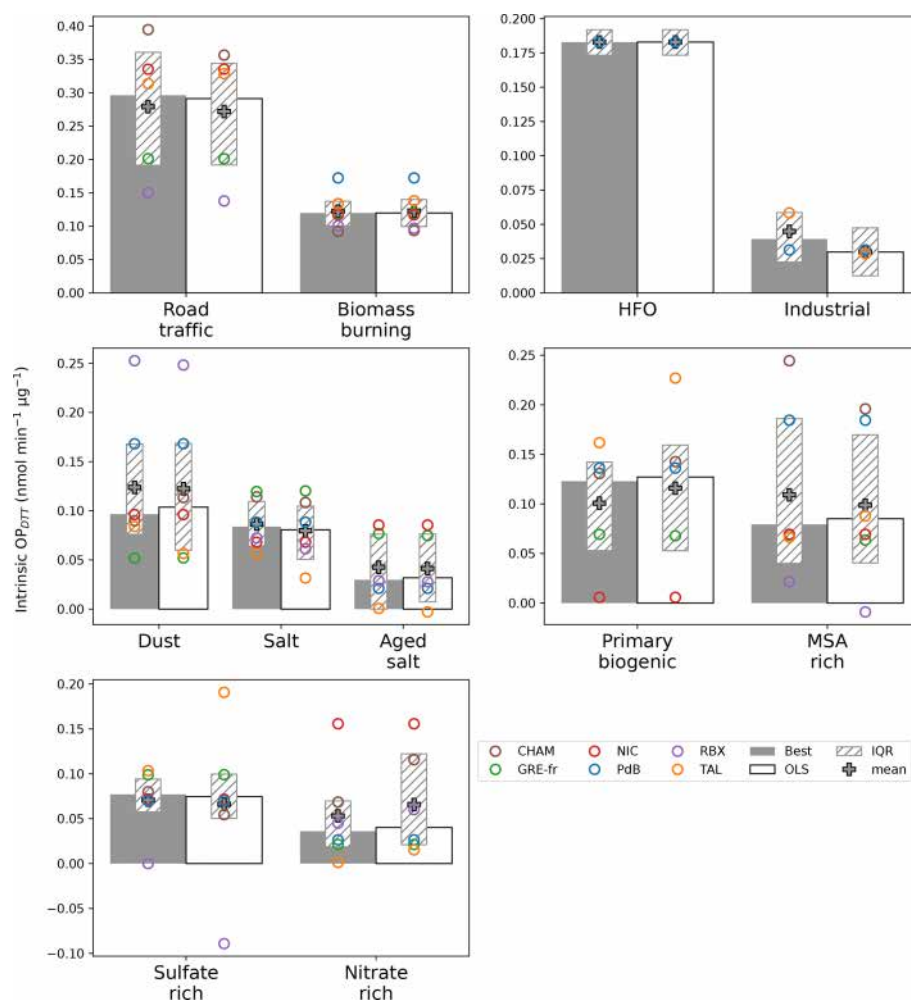 0.40
0.35
0.30
0.25
0.20
0.15
0.10
0.05
0.00
Road
traffic
Biomass
burning
0.200
0.175
0.150
0.125
0.100
0.075
0.050
0.025
0.000
HFO
Industrial
Intrinsic OP_DTT (nmol min⁻¹ µg⁻¹)
0.25
0.20
0.15
0.10
0.05
0.00
Dust
Salt
Aged
salt
0.25
0.20
0.15
0.10
0.05
0.00
Primary
biogenic
MSA
rich
0.20
0.15
0.10
0.05
0.00
−0.05
−0.10
Sulfate
rich
Nitrate
rich
CHAM NIC RBX Best IQR
GRE-fr PdB TAL OLS mean